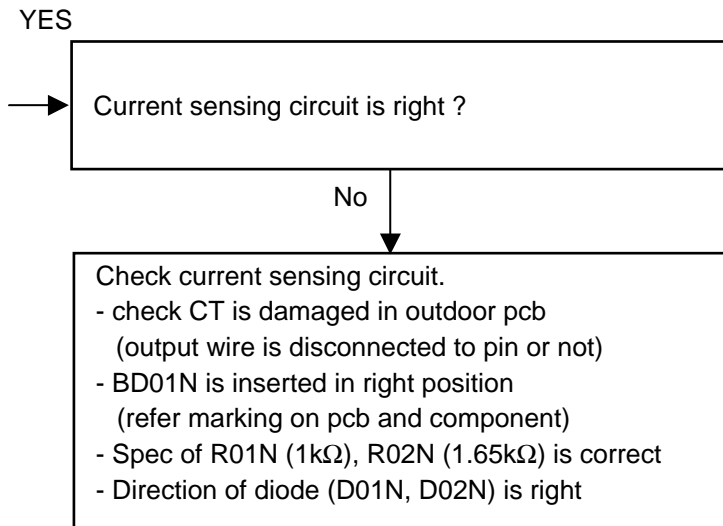 YES
Current sensing circuit is right ?
No
Check current sensing circuit.
- check CT is damaged in outdoor pcb
(output wire is disconnected to pin or not)
- BD01N is inserted in right position
(refer marking on pcb and component)
- Spec of R01N (1kΩ), R02N (1.65kΩ) is correct
- Direction of diode (D01N, D02N) is right